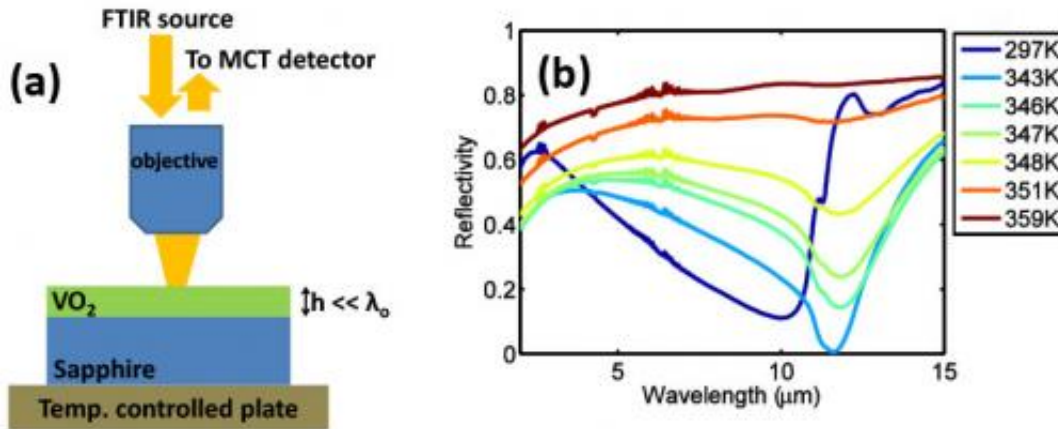 (a)
FTIR source
To MCT detector
objective
VO₂
h << λₒ
Sapphire
Temp. controlled plate
(b)
Reflectivity
1
0.8
0.6
0.4
0.2
0
5
10
15
Wavelength (μm)
297K
343K
346K
347K
348K
351K
359K